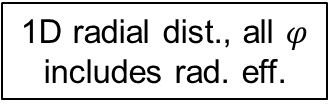 1D radial dist., all φ
includes rad. eff.